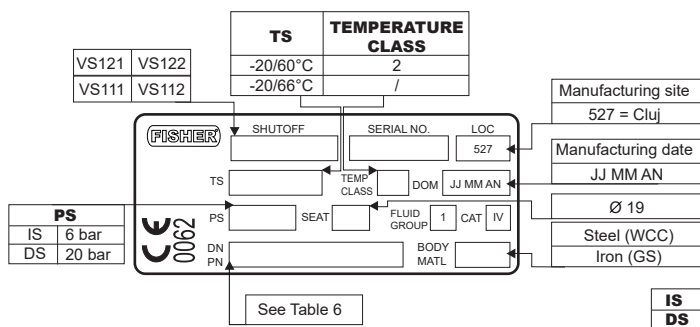 TS TEMPERATURE CLASS
-20/60°C 2
-20/66°C /
VS121 VS122
VS111 VS112
Manufacturing site
527 = Cluj
FISHER
SHUTOFF SERIAL NO. LOC
527
Manufacturing date
JJ MM AN
TS TEMP CLASS DOM JJ MM AN
PS
IS 6 bar
DS 20 bar
CE
0062
PS SEAT FLUID GROUP 1 CAT IV
Ø 19
DN
PN
BODY MATL
Steel (WCC)
Iron (GS)
See Table 6
IS
DS